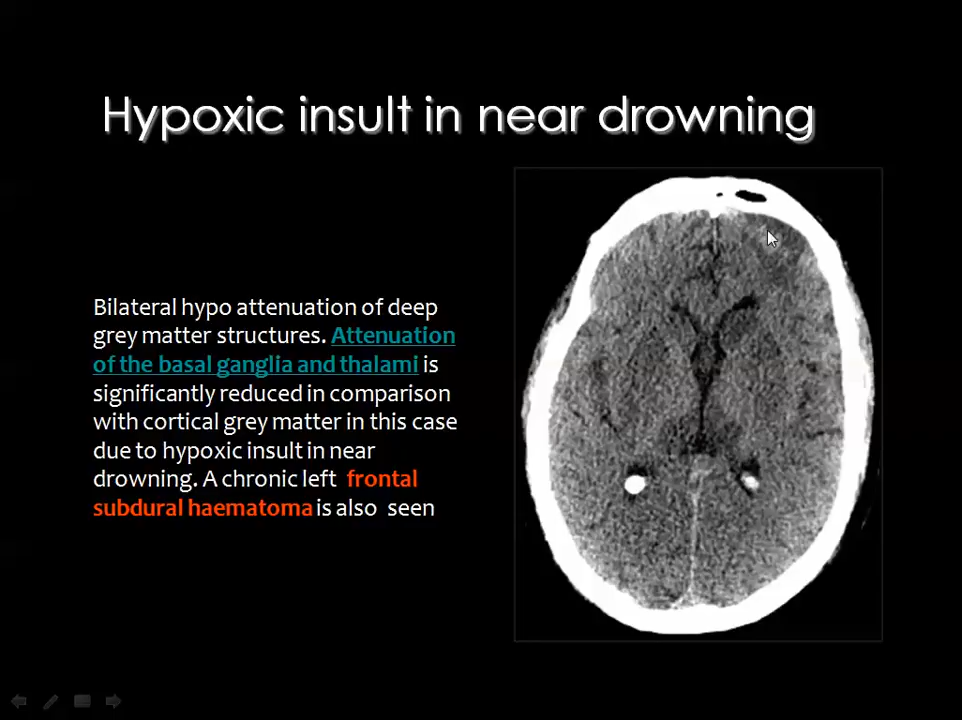 Hypoxic insult in near drowning
Bilateral hypo attenuation of deep
grey matter structures. Attenuation
of the basal ganglia and thalami is
significantly reduced in comparison
with cortical grey matter in this case
due to hypoxic insult in near
drowning. A chronic left frontal
subdural haematoma is also seen